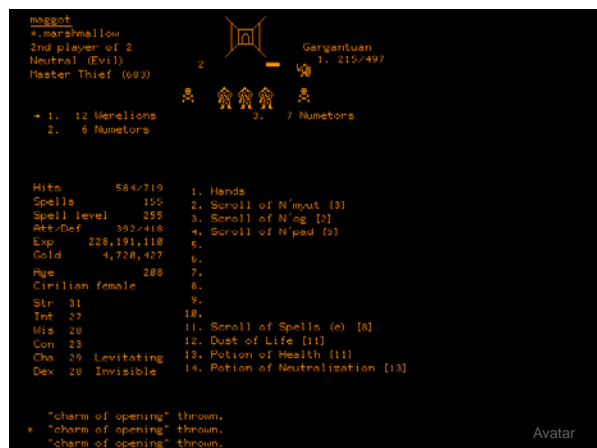 maggot
*.marshmallow
2nd player of 2
Neutral (Evil)
Master Thief (603)
2
Gargantuan
1. 215/497
→ 1. 12 Werelions
2. 6 Numetors
3. 7 Numetors
Hits 584/719
Spells 155
Spell level 255
Att/Def 392/418
Exp 228,191,110
Gold 4,720,427
Age 208
Cirilian female
Str 31
Int 27
Wis 20
Con 23
Cha 29 Levitating
Dex 20 Invisible
1. Hands
2. Scroll of N'myut [3]
3. Scroll of N'og [2]
4. Scroll of N'pad [5]
5.
6.
7.
8.
9.
10.
11. Scroll of Spells (e) [8]
12. Dust of Life [11]
13. Potion of Health [11]
14. Potion of Neutralization [13]
"charm of opening" thrown.
* "charm of opening" thrown.
"charm of opening" thrown.
Avatar